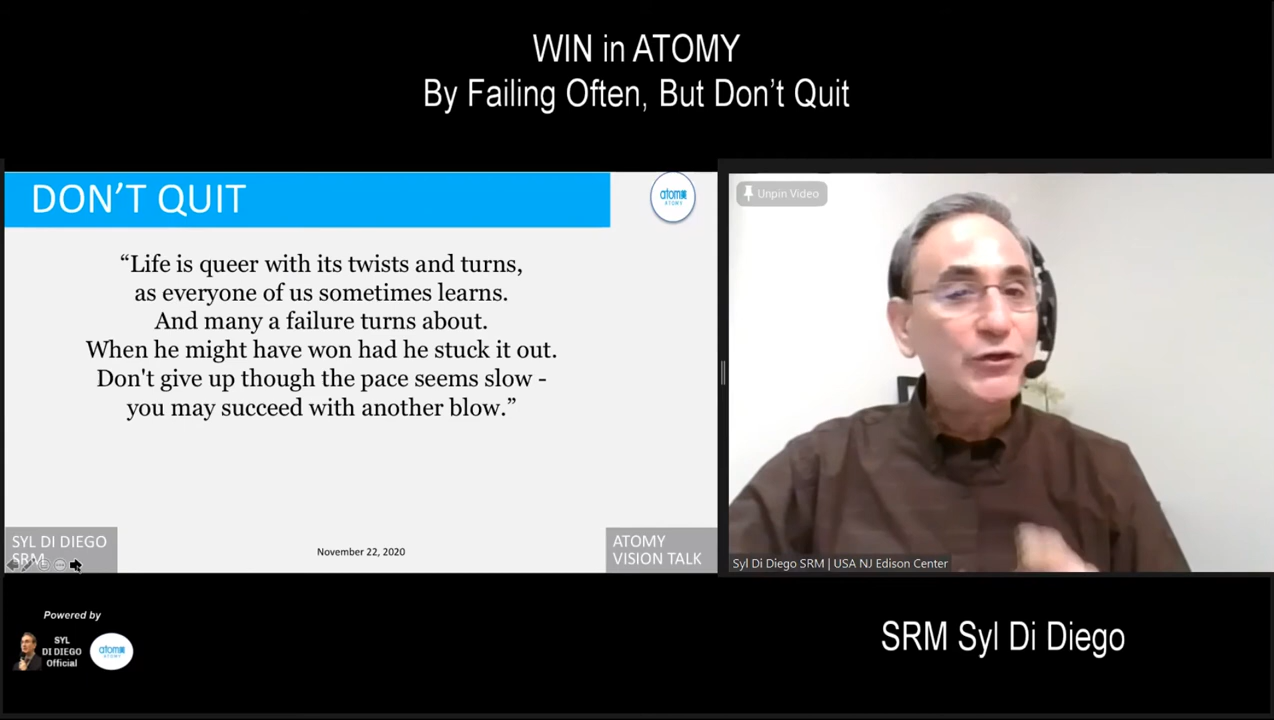 WIN in ATOMY
By Failing Often, But Don’t Quit
DON’T QUIT
atom
ATOMY
“Life is queer with its twists and turns,
as everyone of us sometimes learns.
And many a failure turns about.
When he might have won had he stuck it out.
Don't give up though the pace seems slow -
you may succeed with another blow.”
SYL DI DIEGO
SRM
November 22, 2020
ATOMY
VISION TALK
Unpin Video
Syl Di Diego SRM | USA NJ Edison Center
Powered by
SYL
DI DIEGO
Official
atom
ATOMY
SRM Syl Di Diego